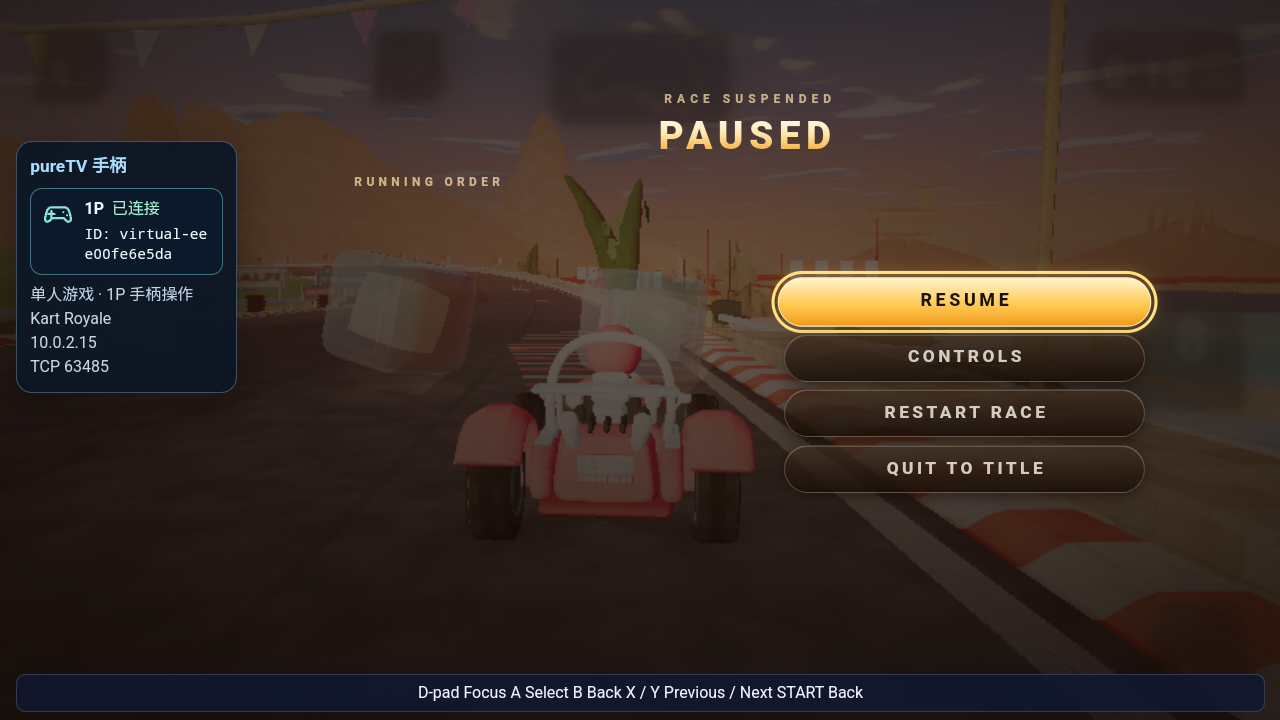 RACE SUSPENDED
PAUSED
pureTV 手柄
1P 已连接
ID: virtual-ee
e00fe6e5da
单人游戏 · 1P 手柄操作
Kart Royale
10.0.2.15
TCP 63485
RUNNING ORDER
RESUME
CONTROLS
RESTART RACE
QUIT TO TITLE
D-pad Focus A Select B Back X / Y Previous / Next START Back